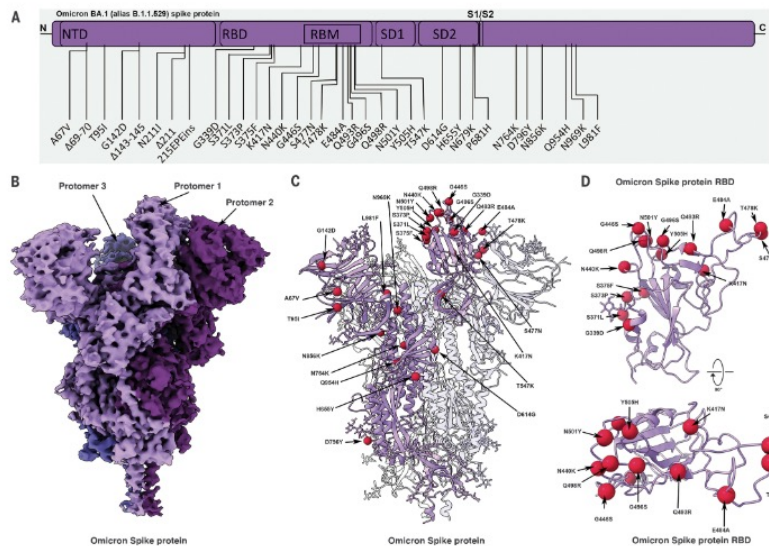 A
Omicron BA.1 (alias B.1.1.529) spike protein
S1/S2
N
NTD
RBD
RBM
SD1
SD2
C
A67V
Δ69-70
T95I
G142D
Δ143-145
N211I
Δ211
215EPEins
G339D
S371L
S373P
S375F
K417N
N440K
G446S
S477N
T478K
E484A
Q493R
G496S
Q498R
N501Y
Y505H
T547K
D614G
H655Y
N679K
P681H
N764K
D796Y
N856K
Q954H
N969K
L981F
B
Protomer 3
Protomer 1
Protomer 2
Omicron Spike protein
C
G142D
L981F
N969K
N440K
N501Y
Y505H
S373P
S371L
S375F
Q498R
G446S
G339D
G496S
Q493R
E484A
T478K
A67V
T95I
N856K
N764K
Q954H
H655Y
D796Y
S477N
K417N
T547K
D614G
Omicron Spike protein
D
Omicron Spike protein RBD
E484A
T478K
G446S
N501Y
G496S
Q493R
Y505H
Q498R
N440K
K417N
S375F
S373P
S371L
G339D
S47
90°
Y505H
K417N
N501Y
N440K
Q498R
G446S
G496S
Q493R
E484A
S4
T
Omicron Spike protein RBD